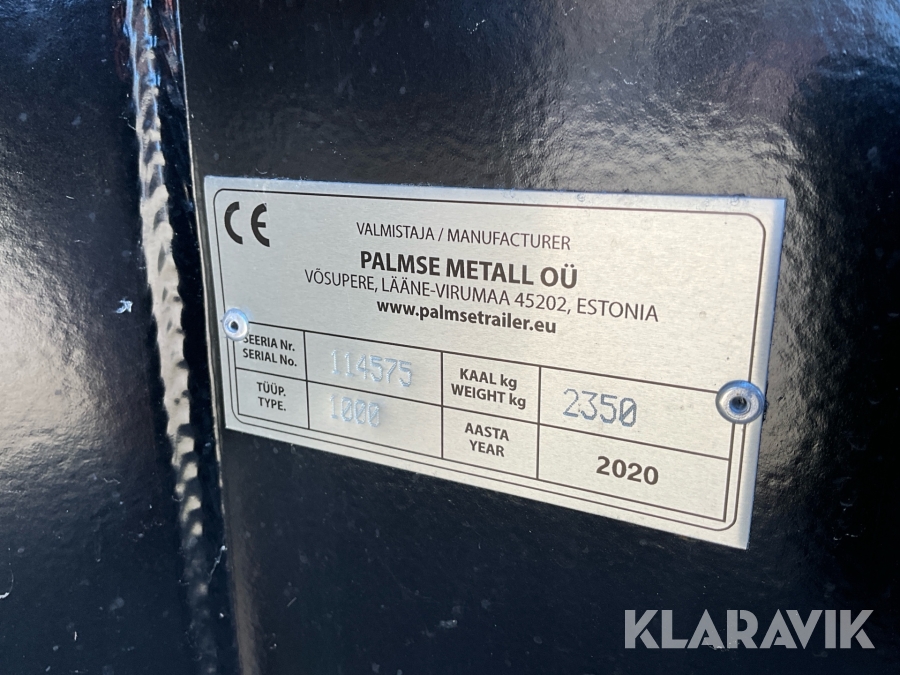 CE
VALMISTAJA / MANUFACTURER
PALMSE METALL OÜ
VÕSUPERE, LÄÄNE-VIRUMAA 45202, ESTONIA
www.palmsetrailer.eu
SEERIA Nr.
SERIAL No.
114575
KAAL kg
WEIGHT kg
2350
TÜÜP.
TYPE.
1000
AASTA
YEAR
2020
KLARAVIK